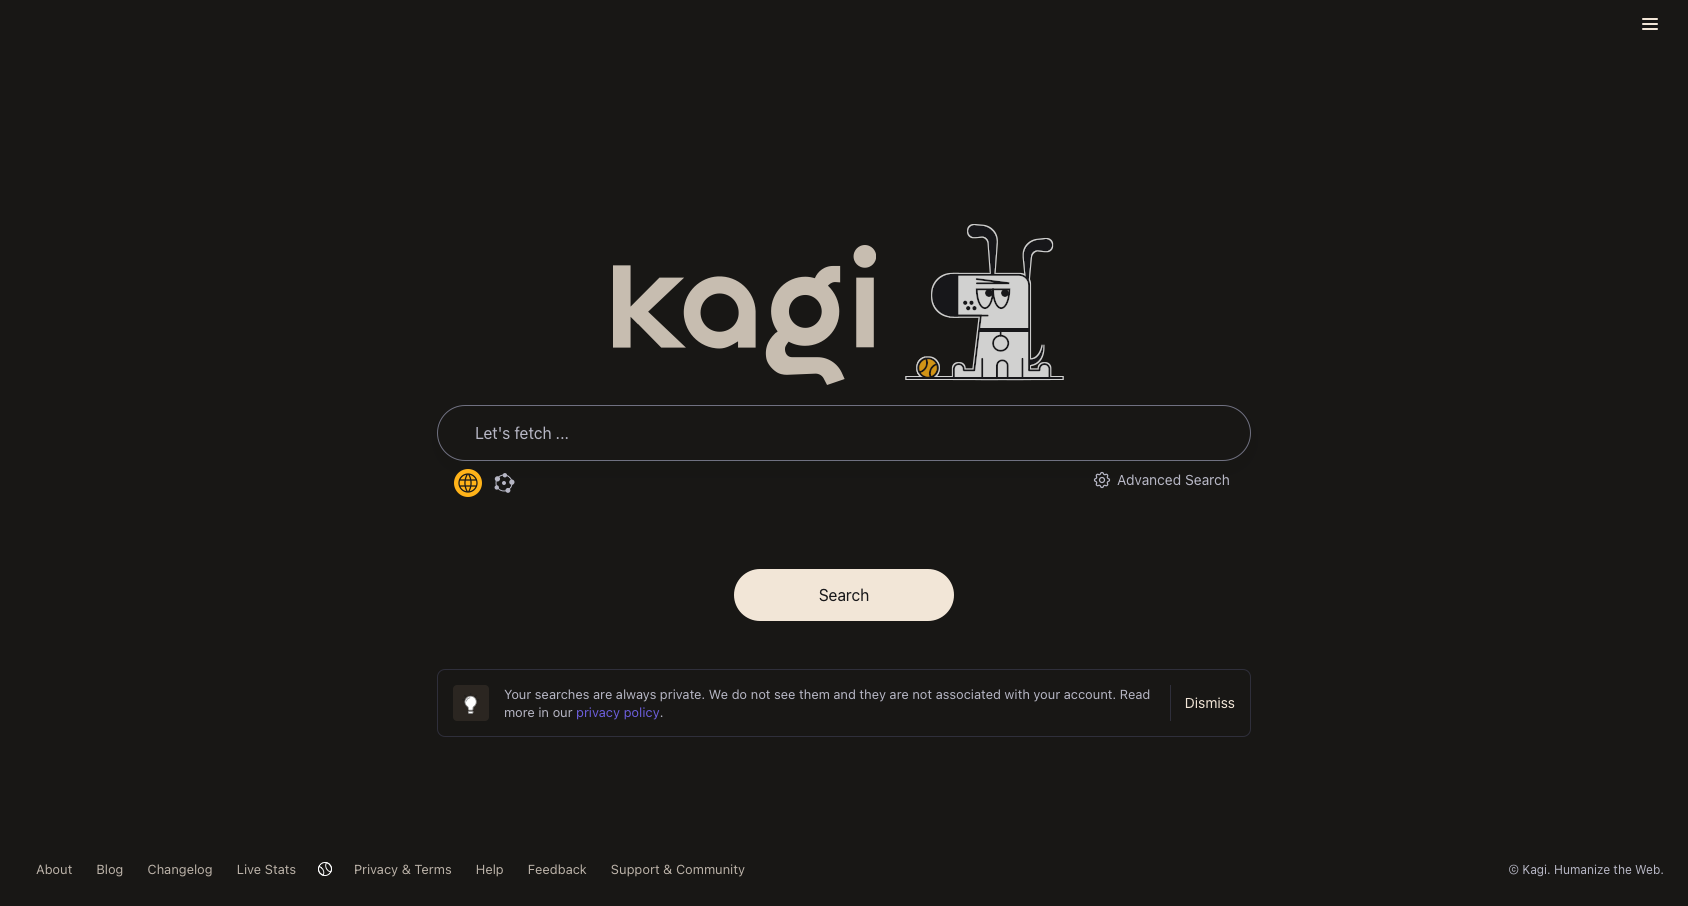 kagi
Let's fetch ...
Advanced Search
Search
Your searches are always private. We do not see them and they are not associated with your account. Read
more in our privacy policy.
Dismiss
About Blog Changelog Live Stats Privacy & Terms Help Feedback Support & Community
© Kagi. Humanize the Web.